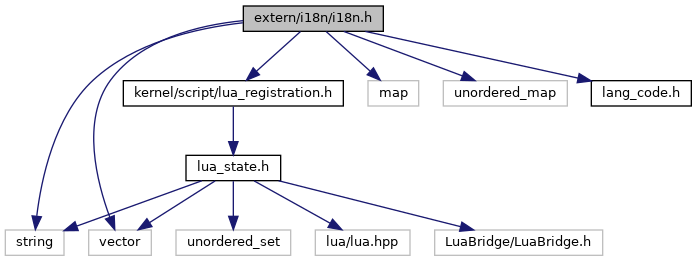 extern/i18n/i18n.h
kernel/script/lua_registration.h
map
unordered_map
lang_code.h
lua_state.h
string
vector
unordered_set
lua/lua.hpp
LuaBridge/LuaBridge.h